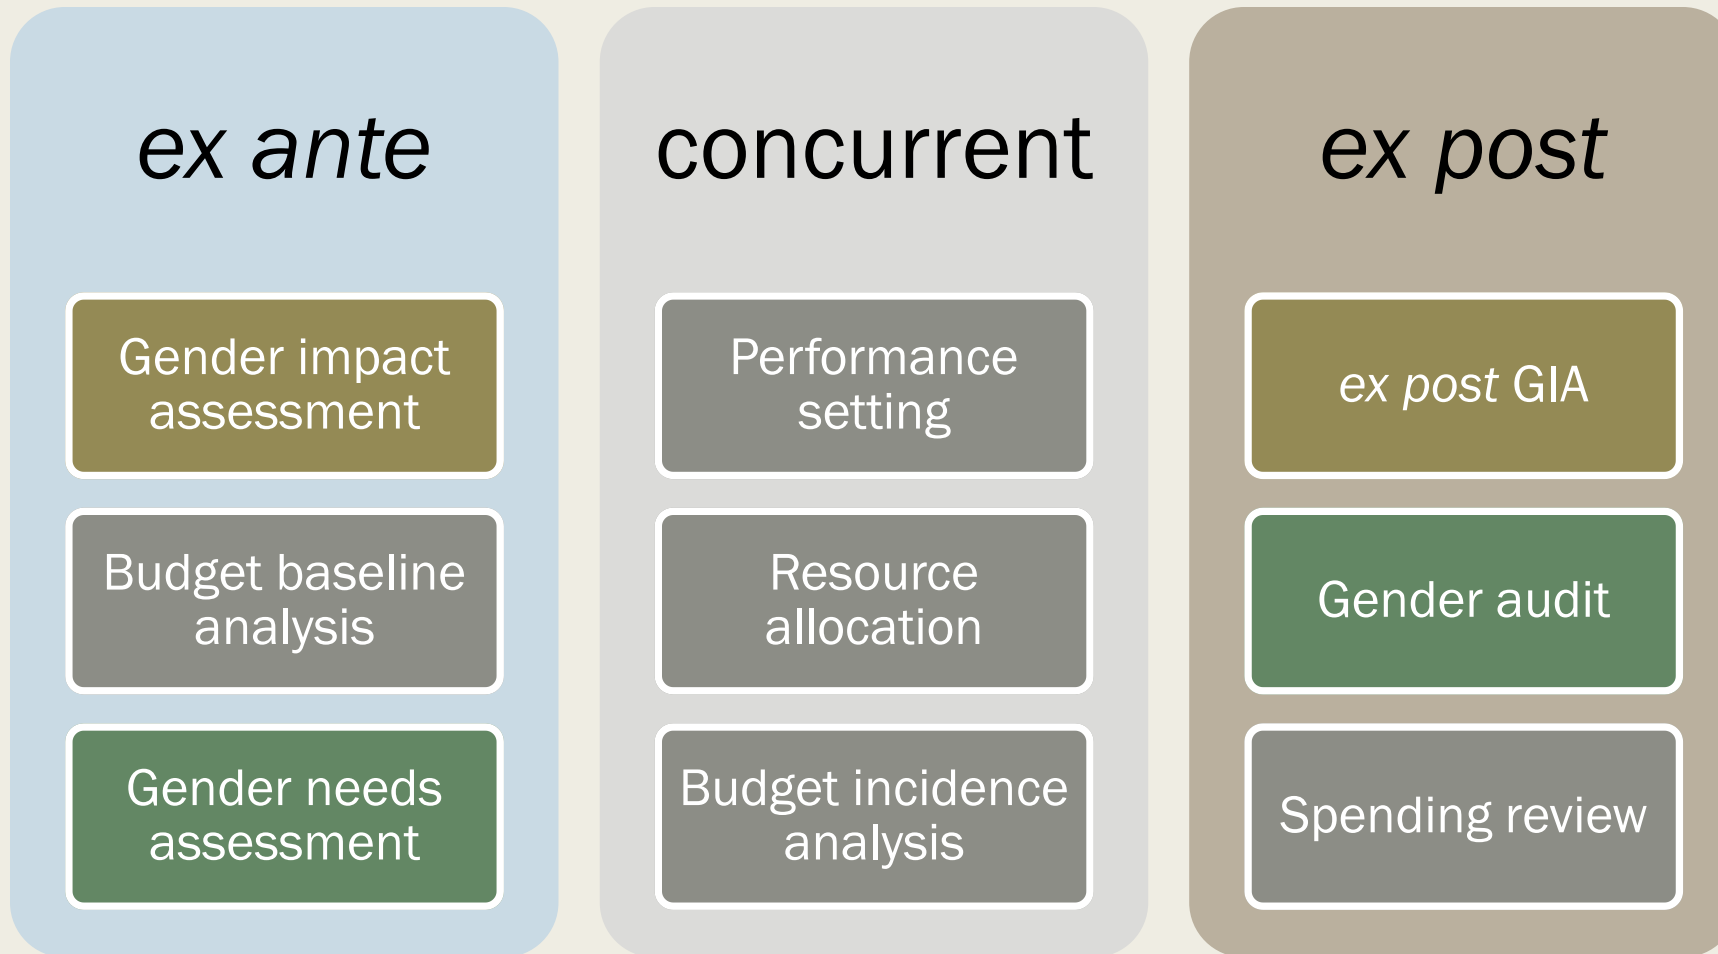 ex ante
Gender impact
assessment
Budget baseline
analysis
Gender needs
assessment
concurrent
Performance
setting
Resource
allocation
Budget incidence
analysis
ex post
ex post GIA
Gender audit
Spending review